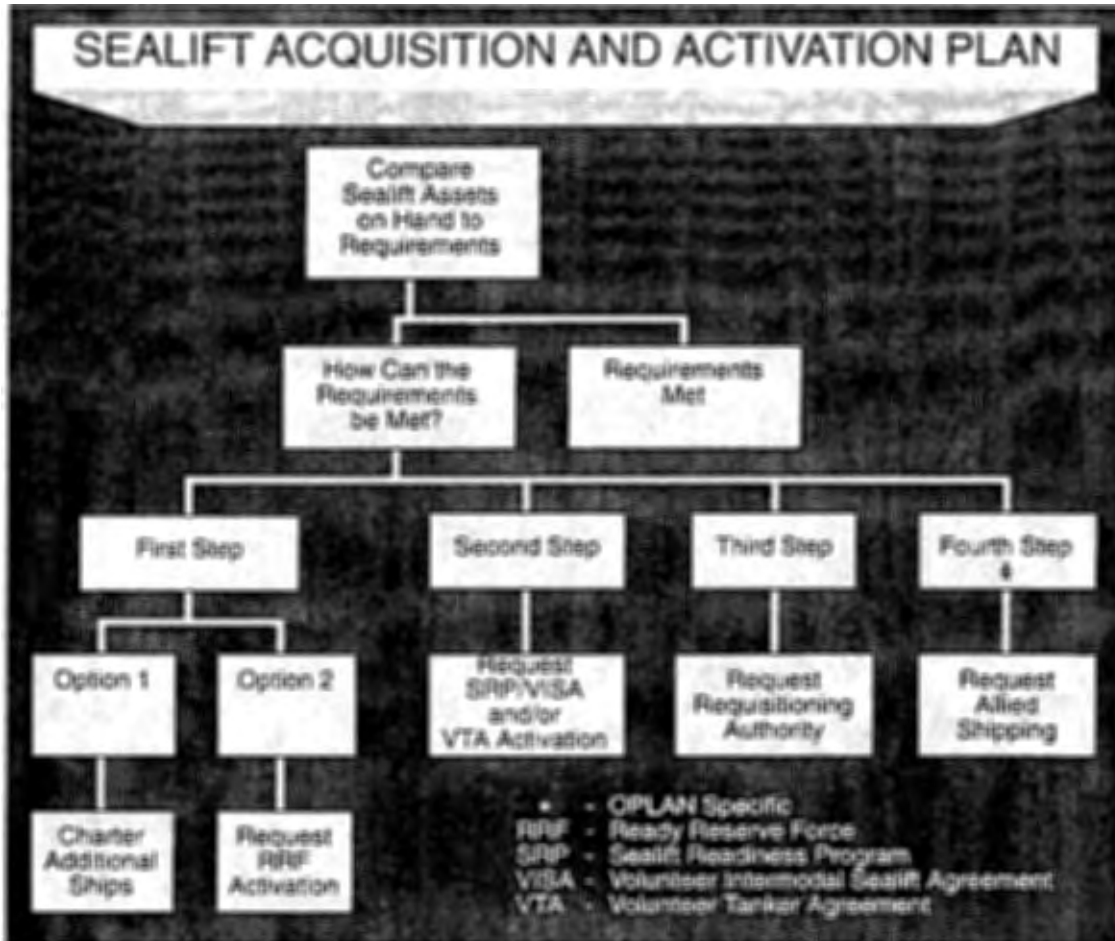 SEALIFT ACQUISITION AND ACTIVATION PLAN
Compare
Sealift Assets
on Hand to
Requirements
How Can the
Requirements
be Met?
Requirements
Met
First Step
Second Step
Third Step
Fourth Step
*
Option 1
Option 2
Request
SRP/VISA
and/or
VTA Activation
Request
Requisitioning
Authority
Request
Allied
Shipping
Charter
Additional
Ships
Request
RRF
Activation
* - OPLAN Specific
RRF - Ready Reserve Force
SRP - Sealift Readiness Program
VISA - Volunteer Intermodal Sealift Agreement
VTA - Volunteer Tanker Agreement